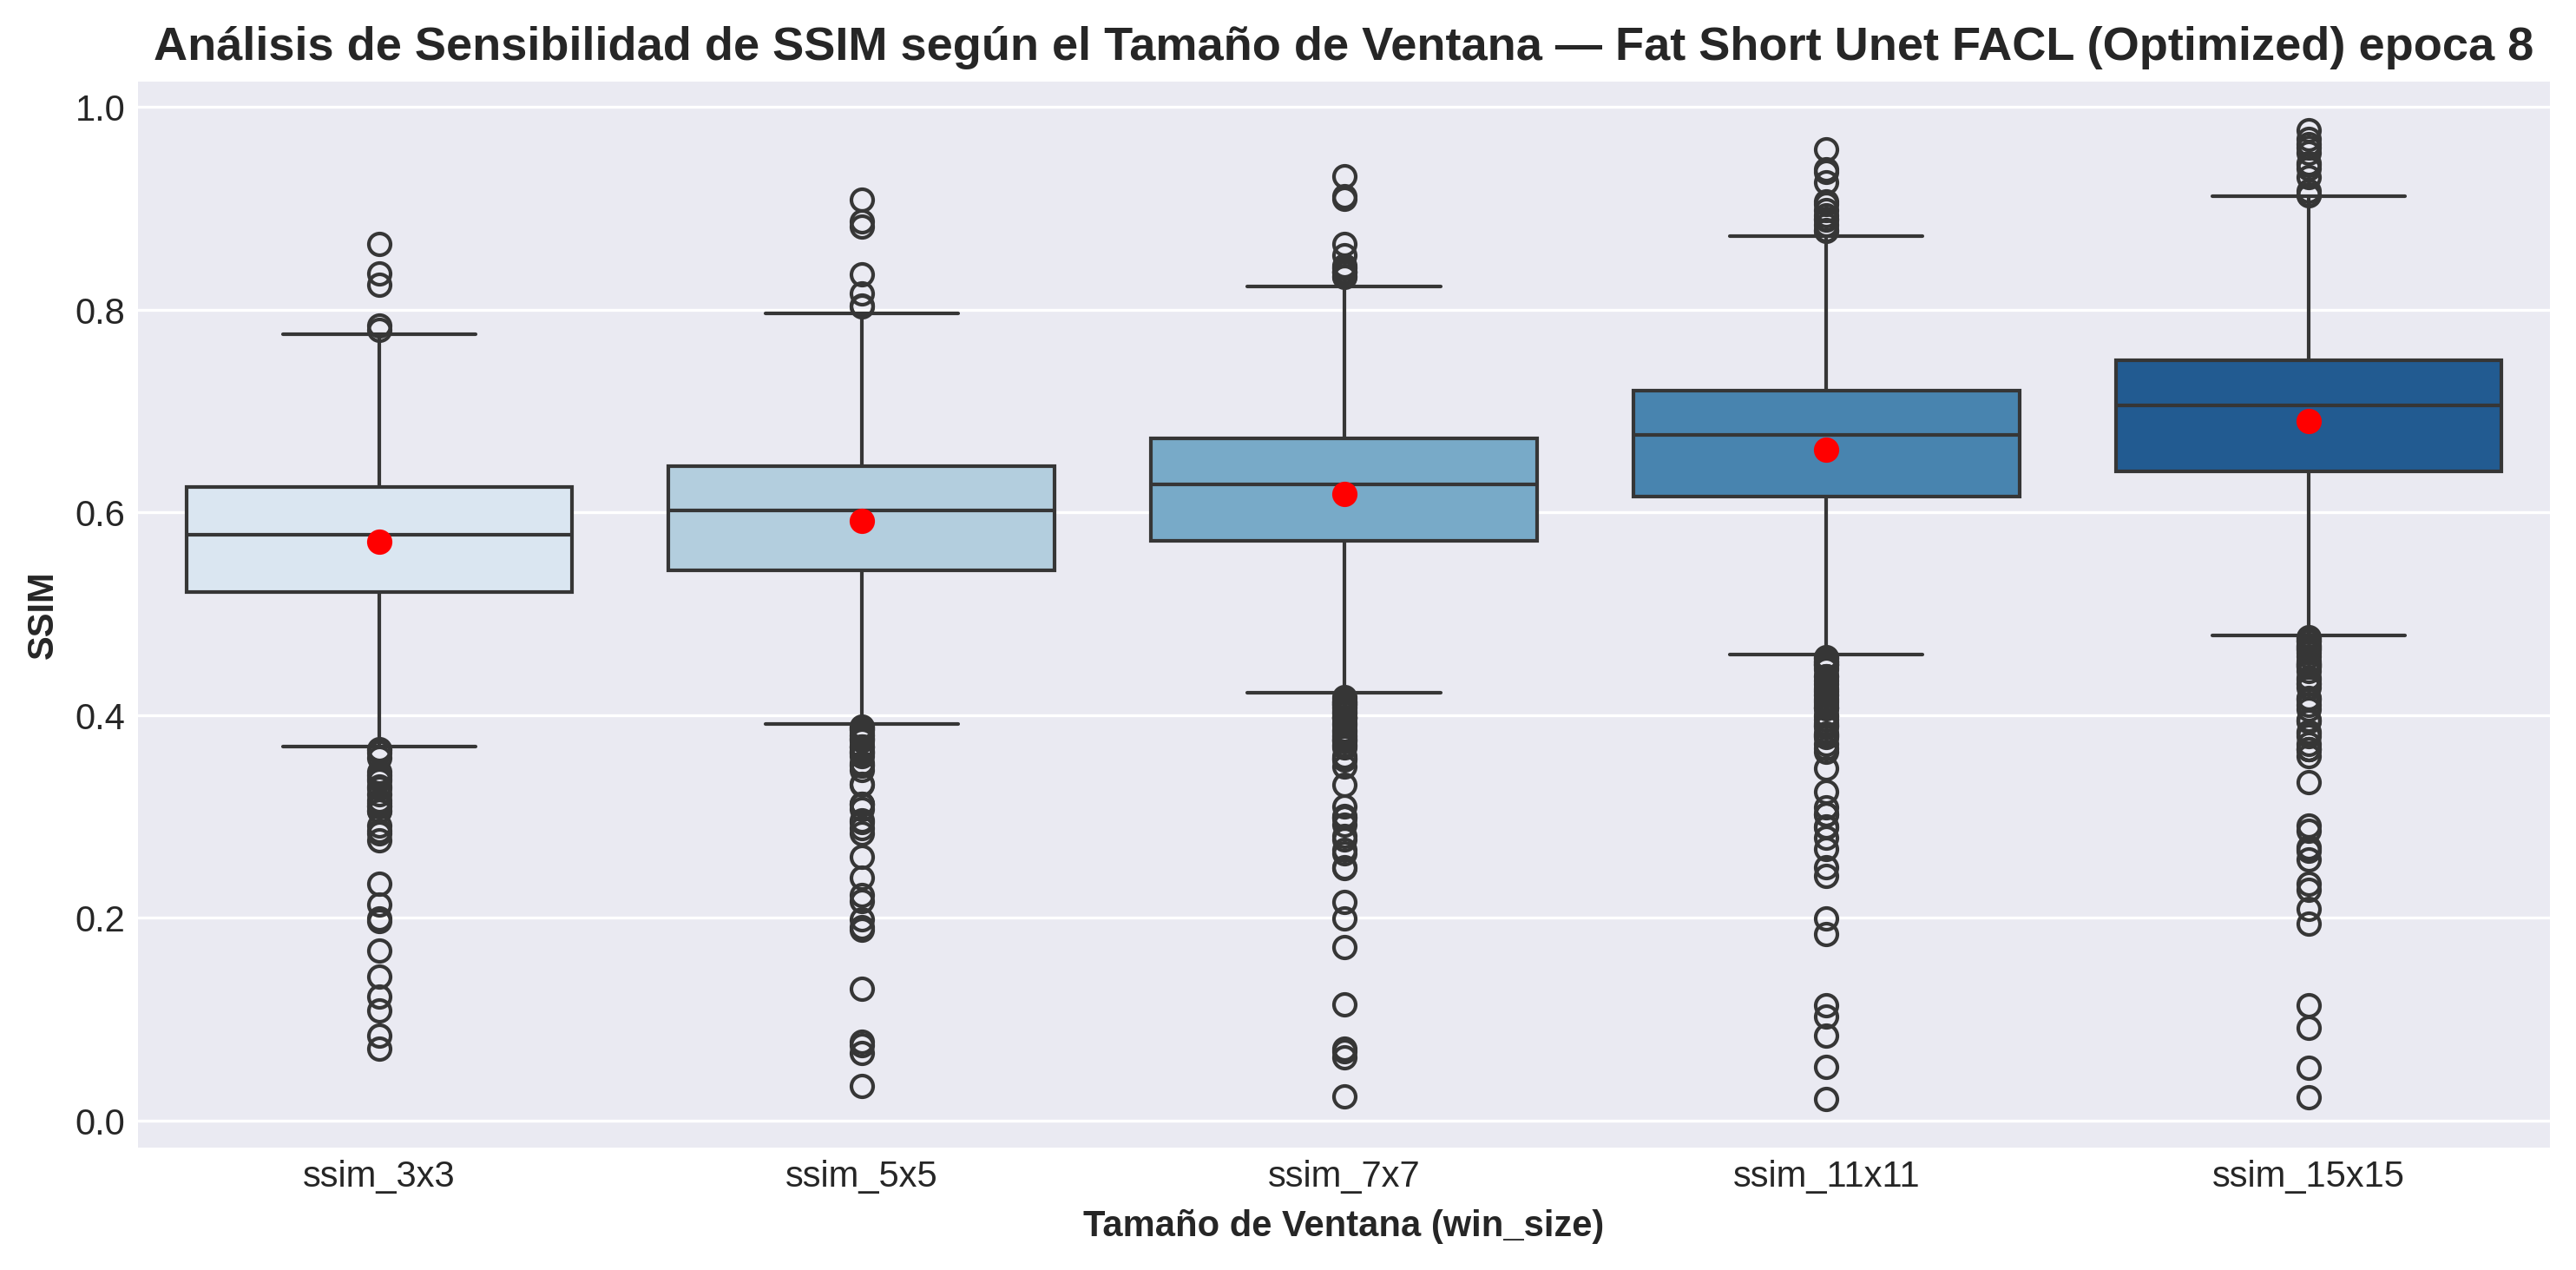 Análisis de Sensibilidad de SSIM según el Tamaño de Ventana — Fat Short Unet FACL (Optimized) epoca 8
SSIM
1.0
0.8
0.6
0.4
0.2
0.0
ssim_3x3
ssim_5x5
ssim_7x7
ssim_11x11
ssim_15x15
Tamaño de Ventana (win_size)